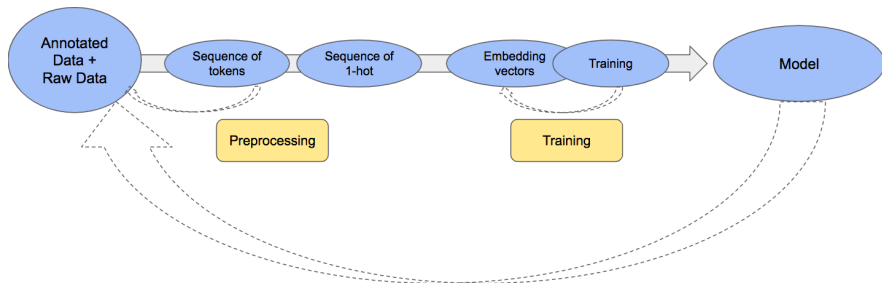 Annotated
Data +
Raw Data
Sequence of
tokens
Sequence of
1-hot
Embedding
vectors
Training
Model
Preprocessing
Training